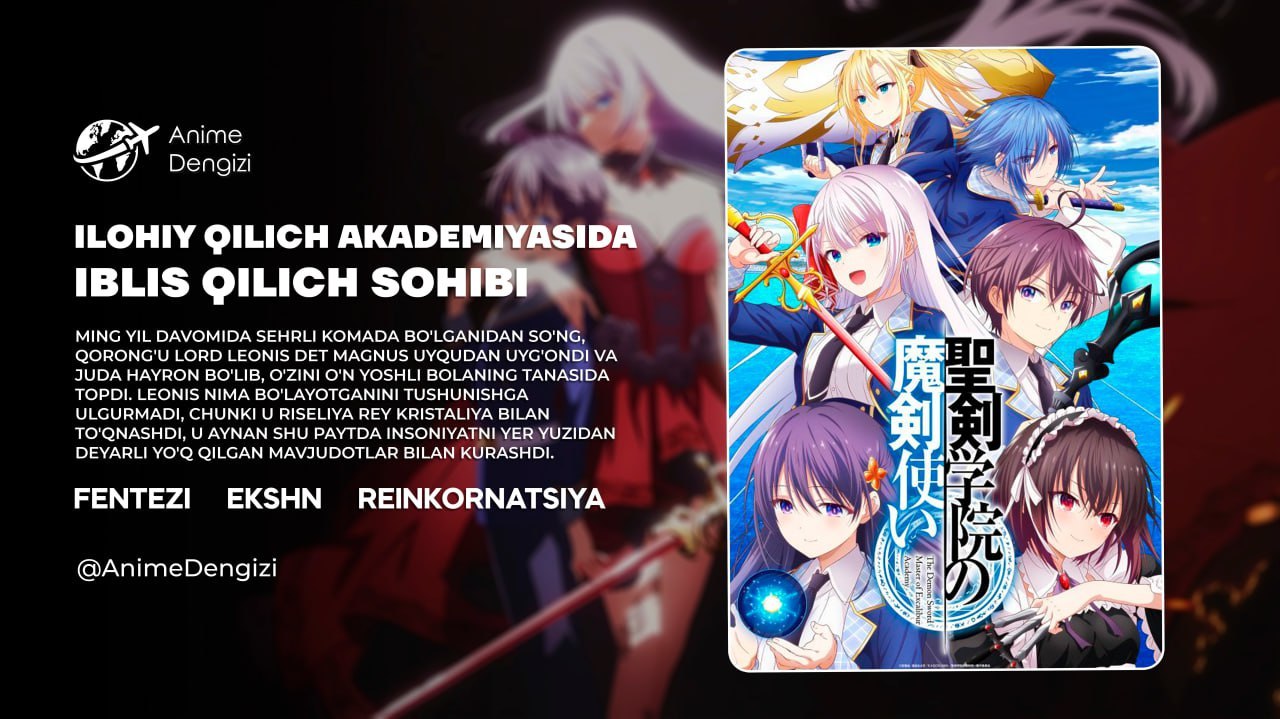 Anime
Dengizi
ILOHIY QILICH AKADEMIYASIDA
IBLIS QILICH SOHIBI
MING YIL DAVOMIDA SEHRLI KOMADA BO'LGANIDAN SO'NG,
QORONG'U LORD LEONIS DET MAGNUS UYQUDAN UYG'ONDI VA
JUDA HAYRON BO'LIB, O'ZINI O'N YOSHLI BOLANING TANASIDA
TOPDI. LEONIS NIMA BO'LAYOTGANINI TUSHUNISHGA
ULGURMADI, CHUNKI U RISELIYA REY KRISTALIYA BILAN
TO'QNASHDI, U AYNAN SHU PAYTDA INSONIYATNI YER YUZIDAN
DEYARLI YO'Q QILGAN MAVJUDOTLAR BILAN KURASHDI.
FENTEZI EKSHN REINKORNATSIYA
@AnimeDengizi
聖剣学院の
魔剣使い
The Demon Sword
Master of Excalibur
Academy